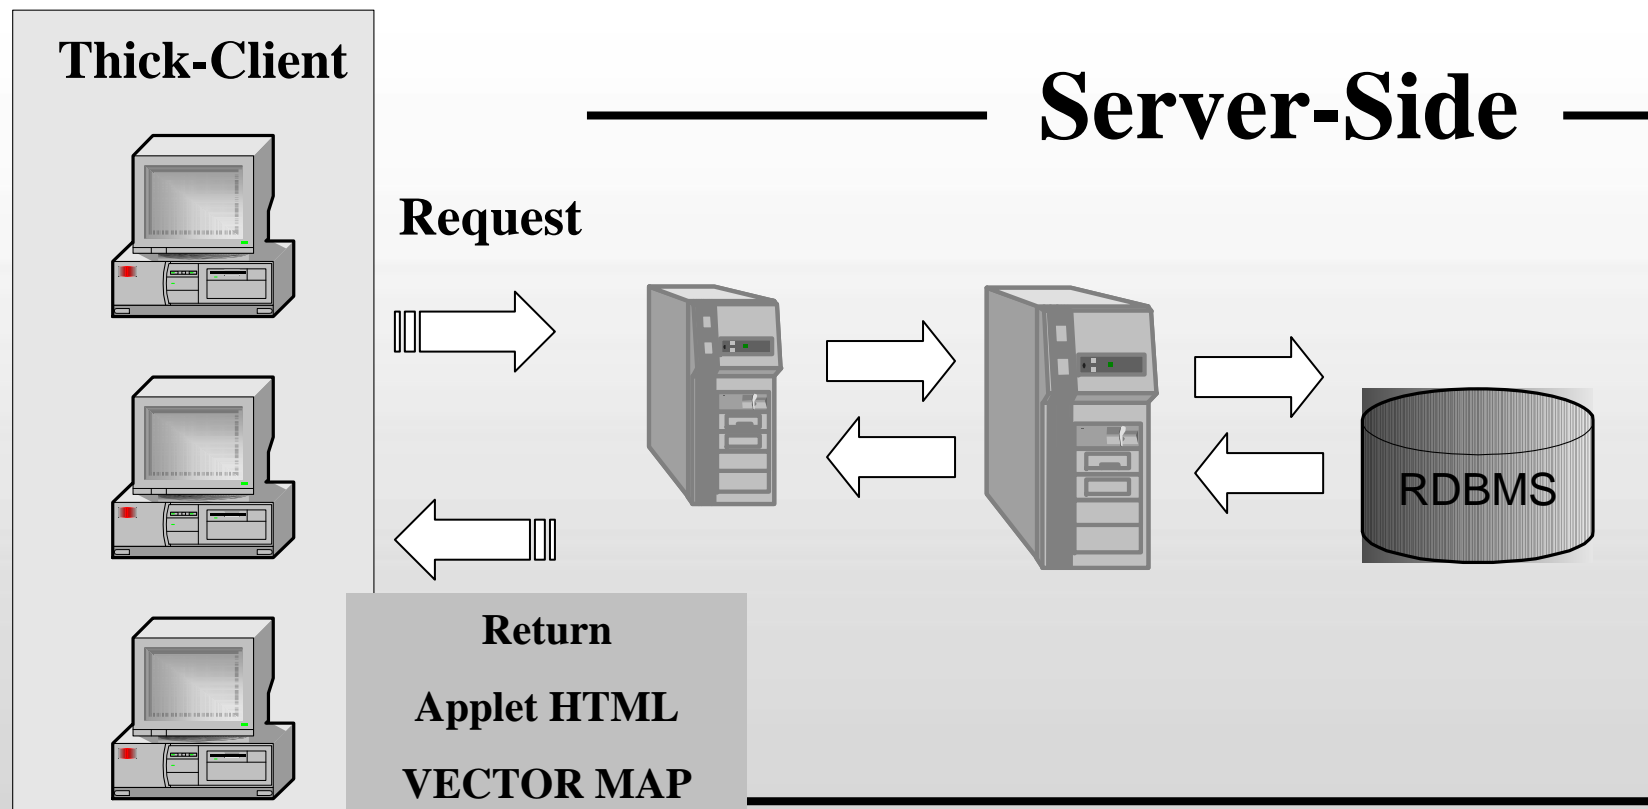 Thick-Client
Server-Side
Request
RDBMS
Return
Applet HTML
VECTOR MAP